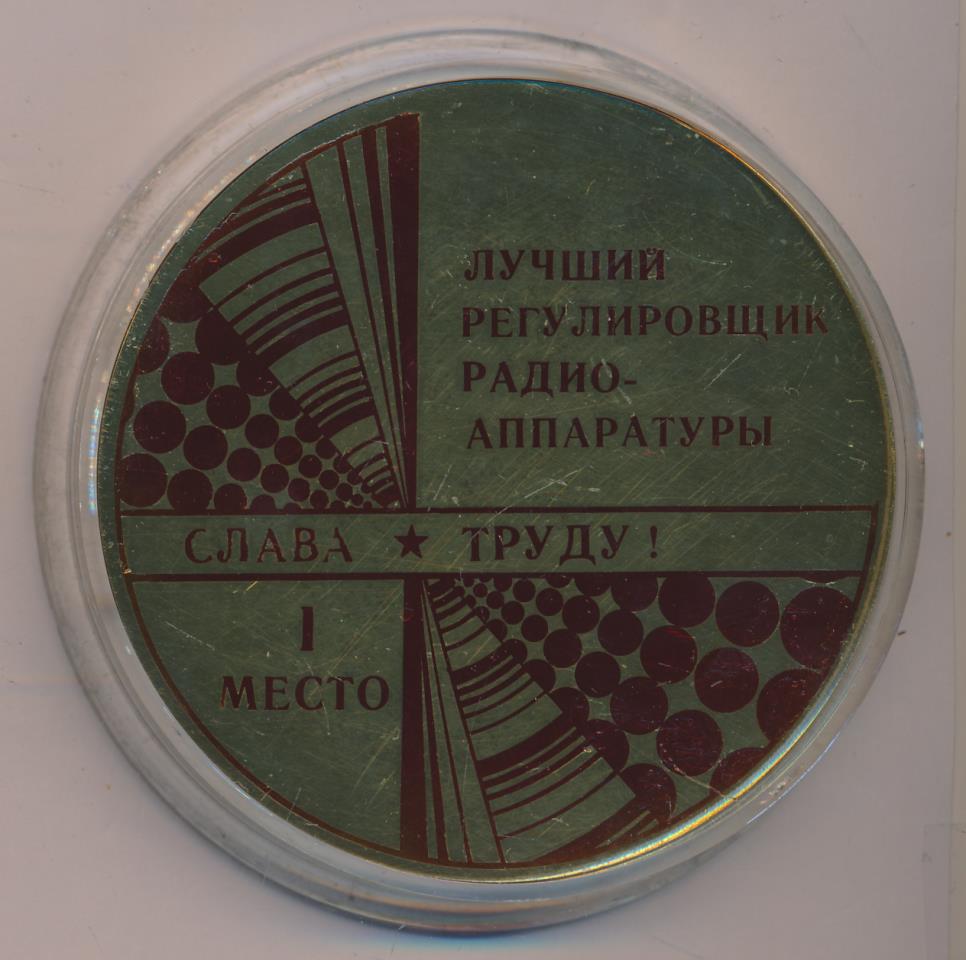 ЛУЧШИЙ
РЕГУЛИРОВЩИК
РАДИО-
АППАРАТУРЫ
СЛАВА ★ ТРУДУ!
I
МЕСТО